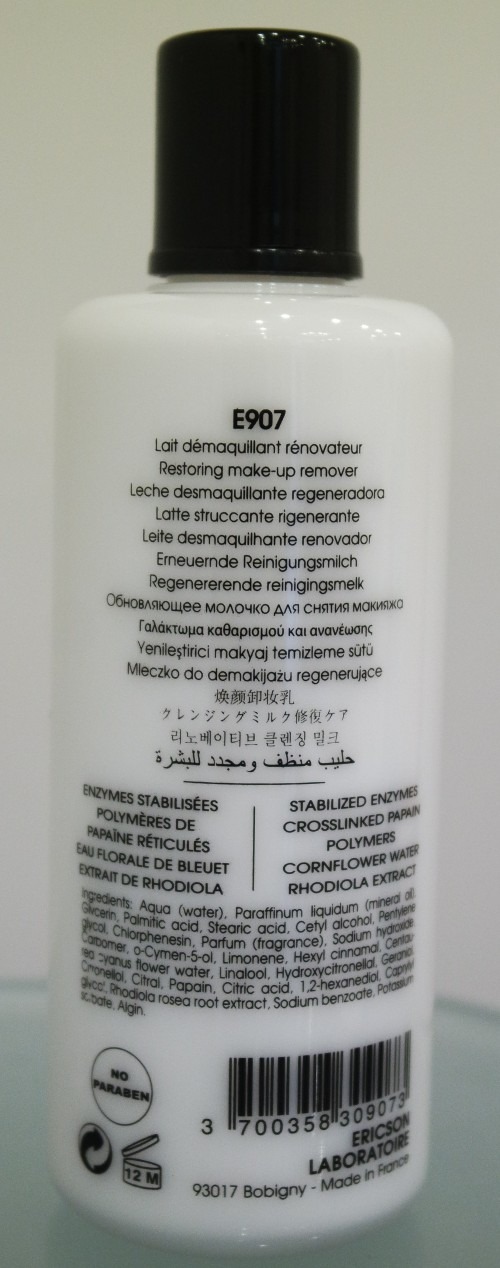 E907
Lait démaquillant rénovateur
Restoring make-up remover
Leche desmaquillante regeneradora
Latte struccante rigenerante
Leite desmaquilhante renovador
Erneuernde Reinigungsmilch
Regenererende reinigingsmelk
Обновляющее молочко для снятия макияжа
Γαλάκτωμα καθαρισμού και ανανέωσης
Yenileştirici makyaj temizleme sütü
Mleczko do demakijażu regenerujące
焕颜卸妆乳
クレンジングミルク修復ケア
리노베이티브 클렌징 밀크
حليب منظف ومجدد للبشرة
ENZYMES STABILISÉES
POLYMÈRES DE
PAPAÏNE RÉTICULÉS
EAU FLORALE DE BLEUET
EXTRAIT DE RHODIOLA
STABILIZED ENZYMES
CROSSLINKED PAPAIN
POLYMERS
CORNFLOWER WATER
RHODIOLA EXTRACT
Ingredients: Aqua (water), Paraffinum liquidum (mineral oil),
Glycerin, Palmitic acid, Stearic acid, Cetyl alcohol, Pentylene
glycol, Chlorphenesin, Parfum (fragrance), Sodium hydroxide,
Carbomer, o-Cymen-5-ol, Limonene, Hexyl cinnamal, Centau-
rea cyanus flower water, Linalool, Hydroxycitronellal, Geraniol,
Citronellol, Citral, Papain, Citric acid, 1,2-hexanediol, Caprylyl
glycol, Rhodiola rosea root extract, Sodium benzoate, Potassium
sorbate, Algin.
NO
PARABEN
12 M
3 700358 309073
ERICSON
LABORATOIRE
93017 Bobigny - Made in France